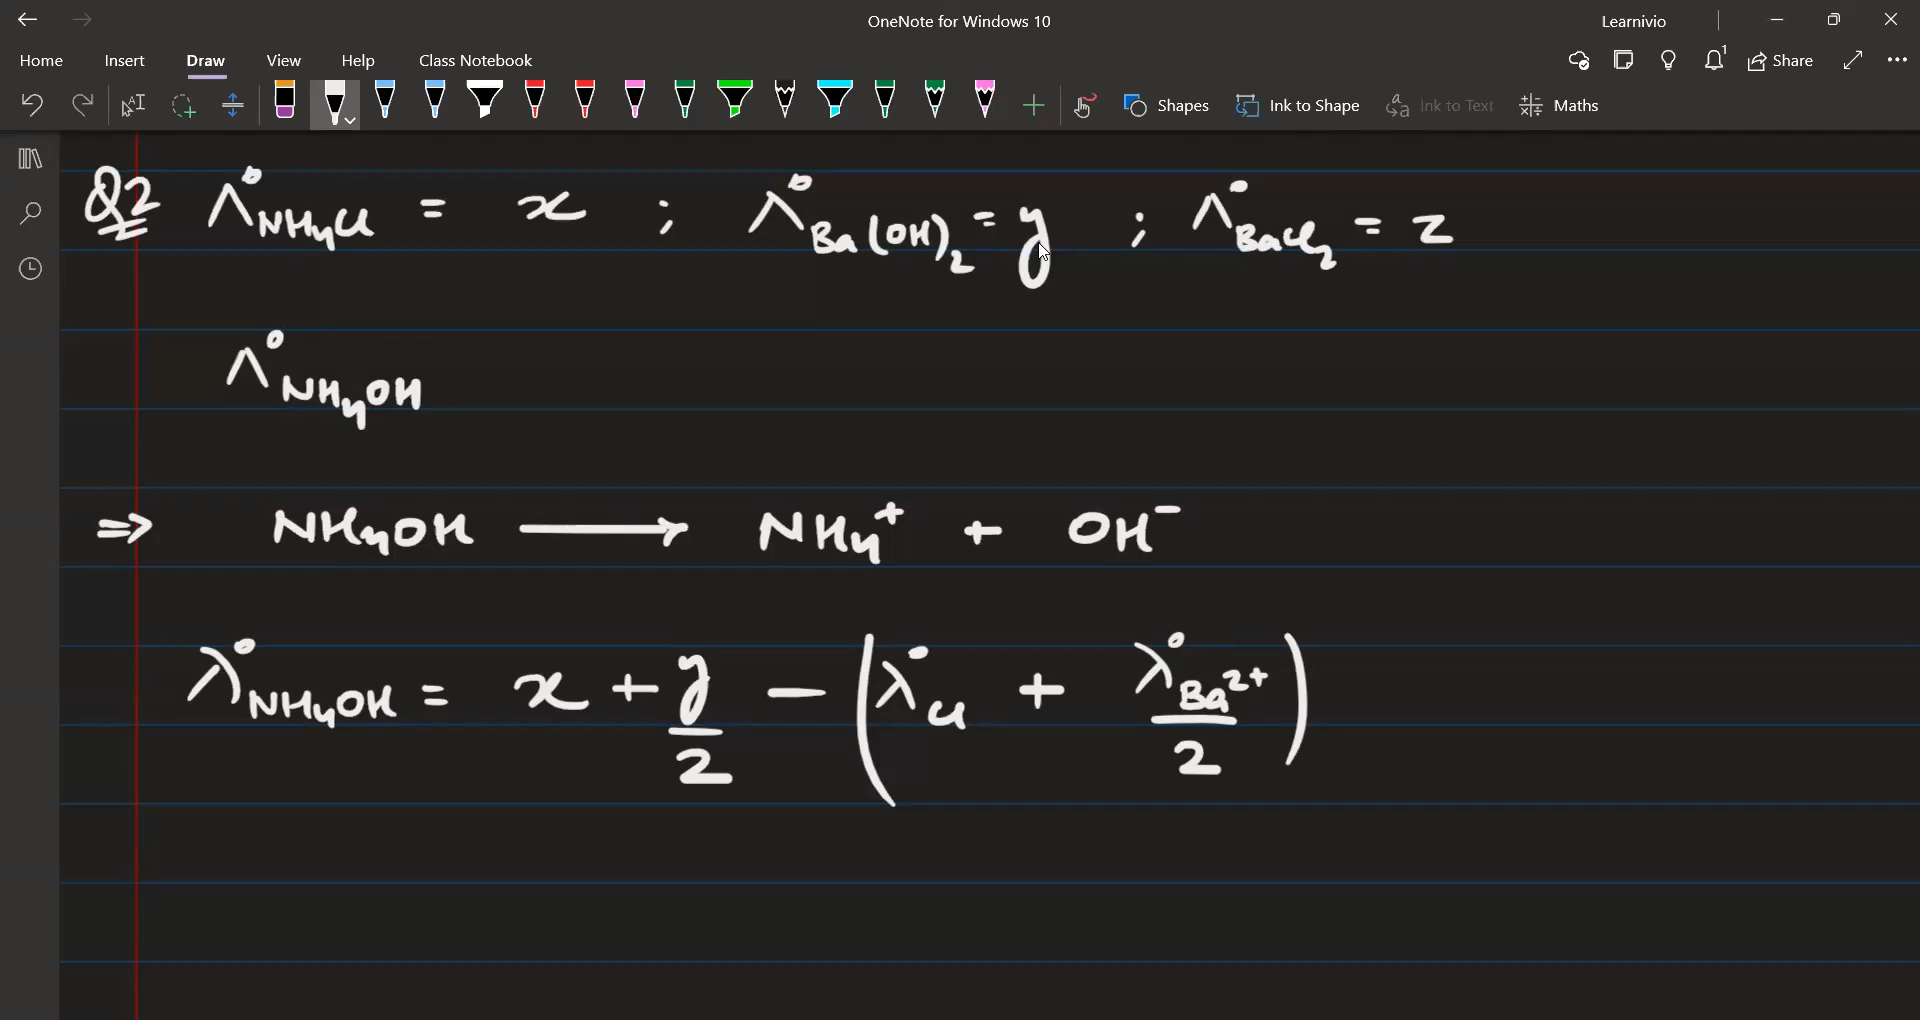 OneNote for Windows 10
Learnivio
Home Insert Draw View Help Class Notebook
1 Share
Shapes Ink to Shape Ink to Text Maths
Q2 Λ°NH₄Cl = x ; Λ°Ba(OH)₂ = y ; Λ°BaCl₂ = z
Λ°NH₄OH
⇒ NH₄OH ⟶ NH₄⁺ + OH⁻
λ°NH₄OH = x + y/2 − (λ°Cl + λ°Ba²⁺/2)